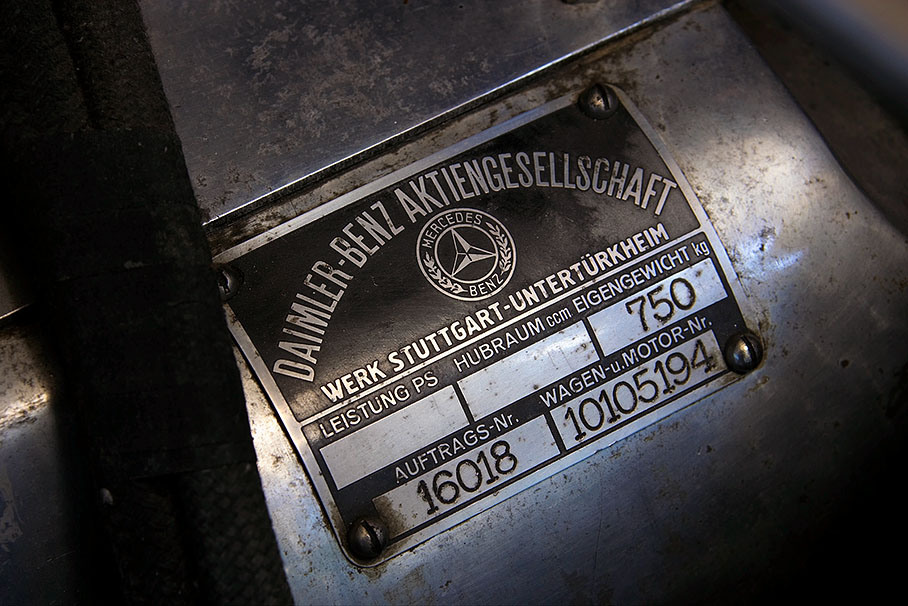 DAIMLER-BENZ AKTIENGESELLSCHAFT
MERCEDES
BENZ
WERK STUTTGART-UNTERTÜRKHEIM
LEISTUNG PS HUBRAUM ccm EIGENGEWICHT kg
750
AUFTRAGS-Nr. WAGEN-u.MOTOR-Nr.
16018 10105194